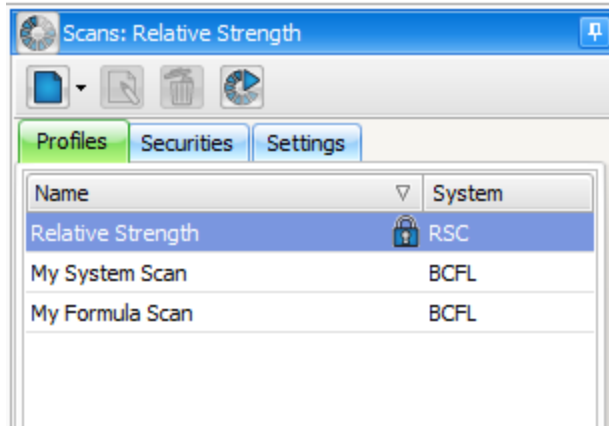 Scans: Relative Strength
Profiles Securities Settings
Name System
Relative Strength RSC
My System Scan BCFL
My Formula Scan BCFL